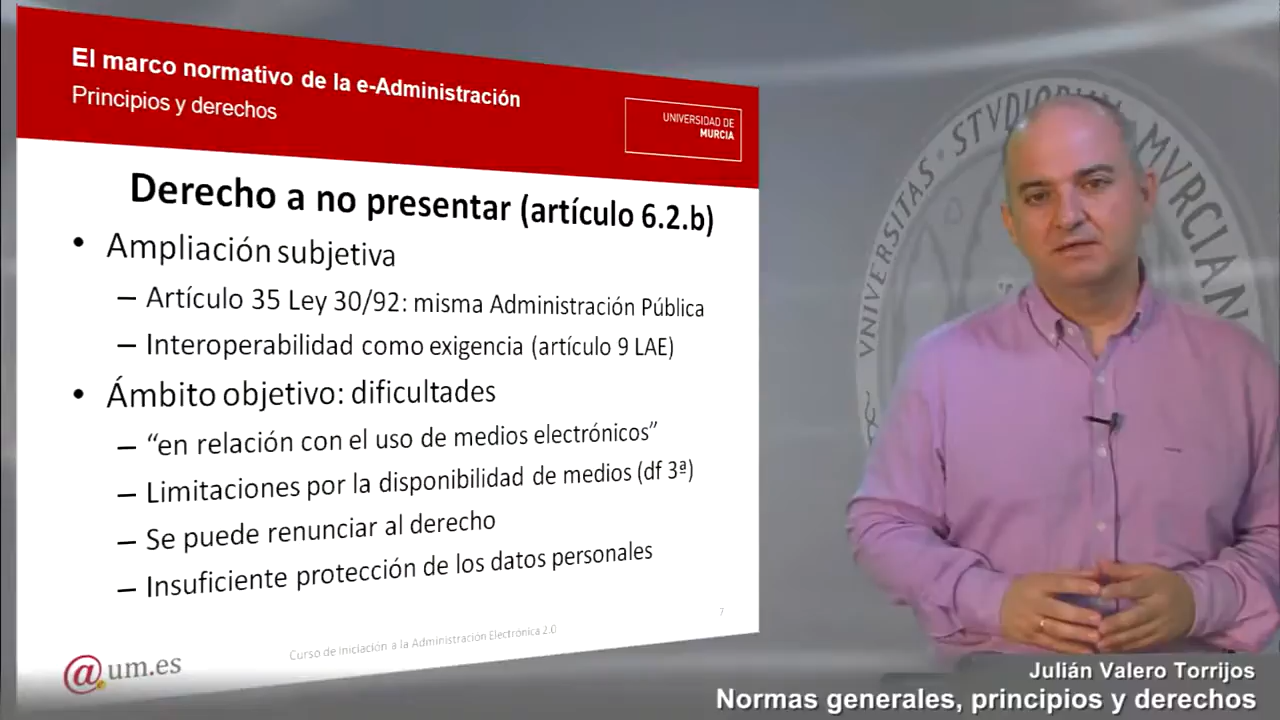 El marco normativo de la e-Administración
Principios y derechos
UNIVERSIDAD DE
MURCIA
Derecho a no presentar (artículo 6.2.b)
• Ampliación subjetiva
– Artículo 35 Ley 30/92: misma Administración Pública
– Interoperabilidad como exigencia (artículo 9 LAE)
• Ámbito objetivo: dificultades
– “en relación con el uso de medios electrónicos”
– Limitaciones por la disponibilidad de medios (df 3ª)
– Se puede renunciar al derecho
– Insuficiente protección de los datos personales
7
Curso de Iniciación a la Administración Electrónica 2.0
@um.es
VNIVERSITAS · STVDIORVM MVRCIAN
Julián Valero Torrijos
Normas generales, principios y derechos